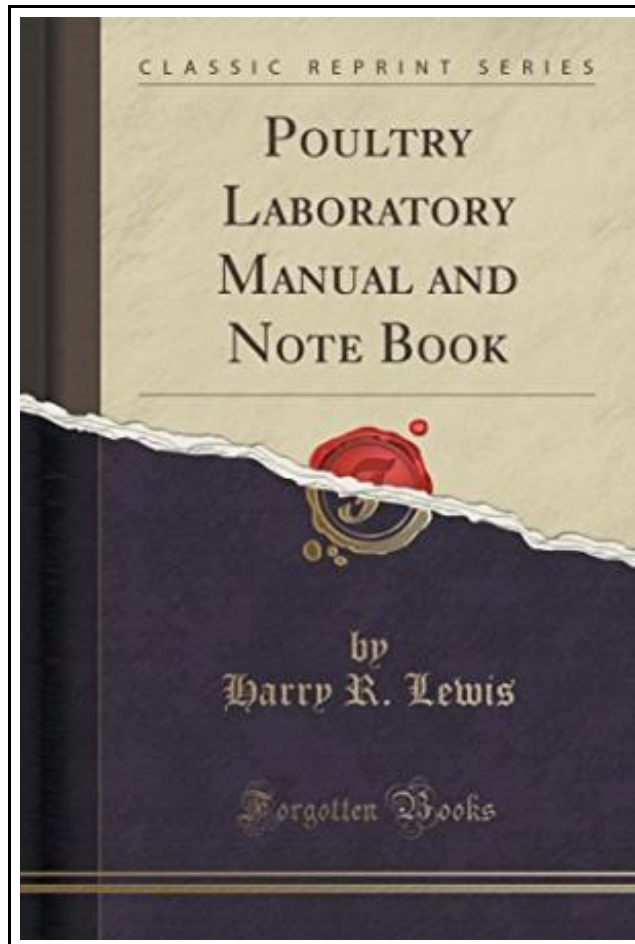 CLASSIC REPRINT SERIES
POULTRY
LABORATORY
MANUAL AND
NOTE BOOK
by
Harry R. Lewis
Forgotten Books